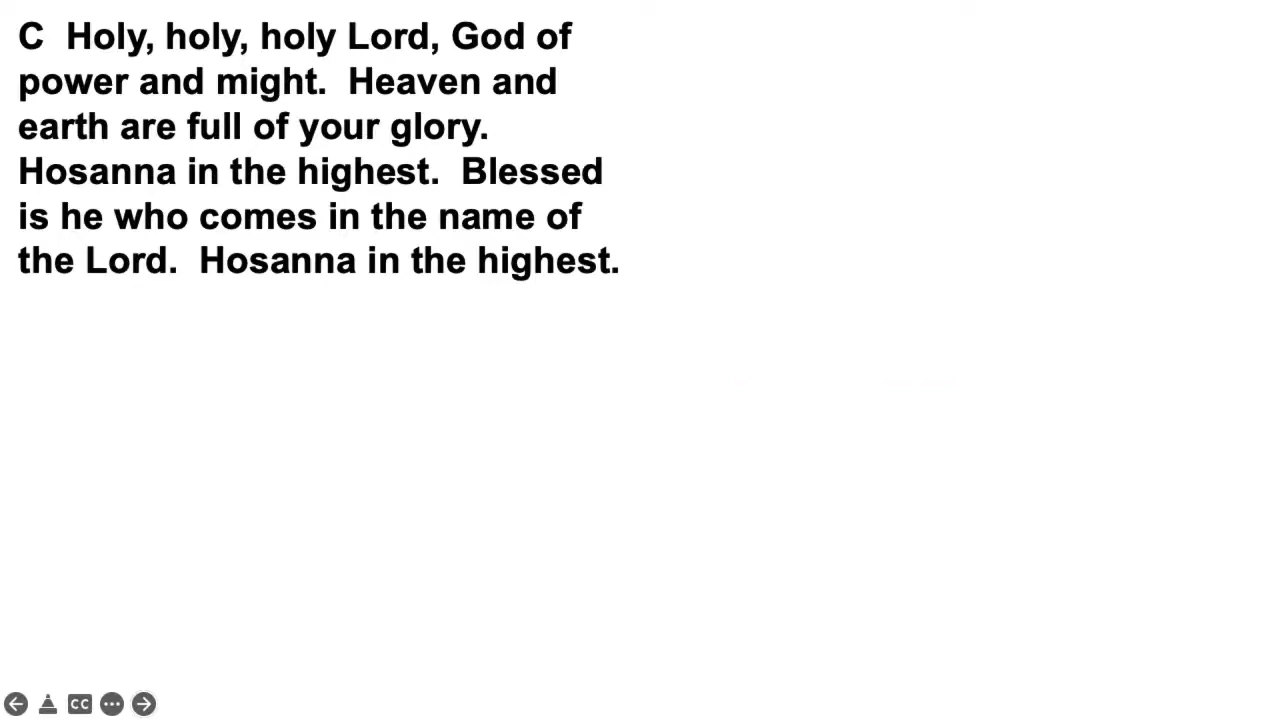 C  Holy, holy, holy Lord, God of
power and might.  Heaven and
earth are full of your glory.
Hosanna in the highest.  Blessed
is he who comes in the name of
the Lord.  Hosanna in the highest.
CC